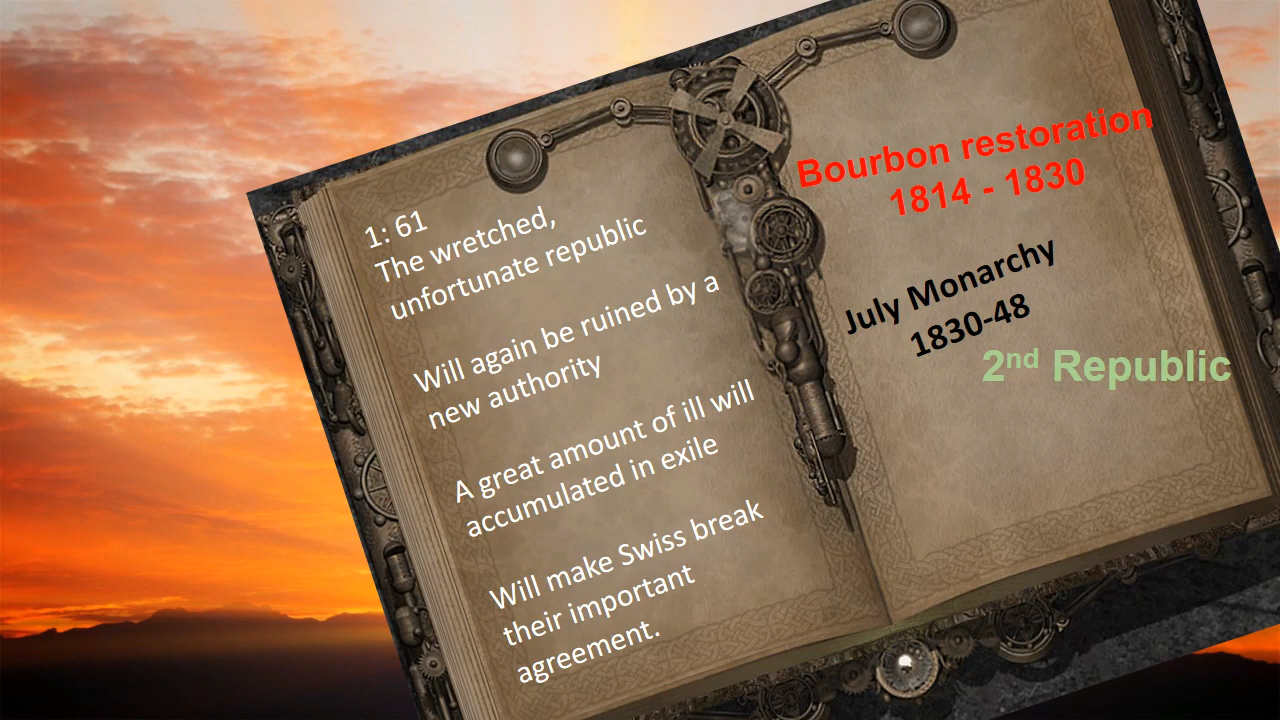 1: 61
The wretched,
unfortunate republic
Will again be ruined by a
new authority
A great amount of ill will
accumulated in exile
Will make Swiss break
their important
agreement.
Bourbon restoration
1814 - 1830
July Monarchy
1830-48
2nd Republic